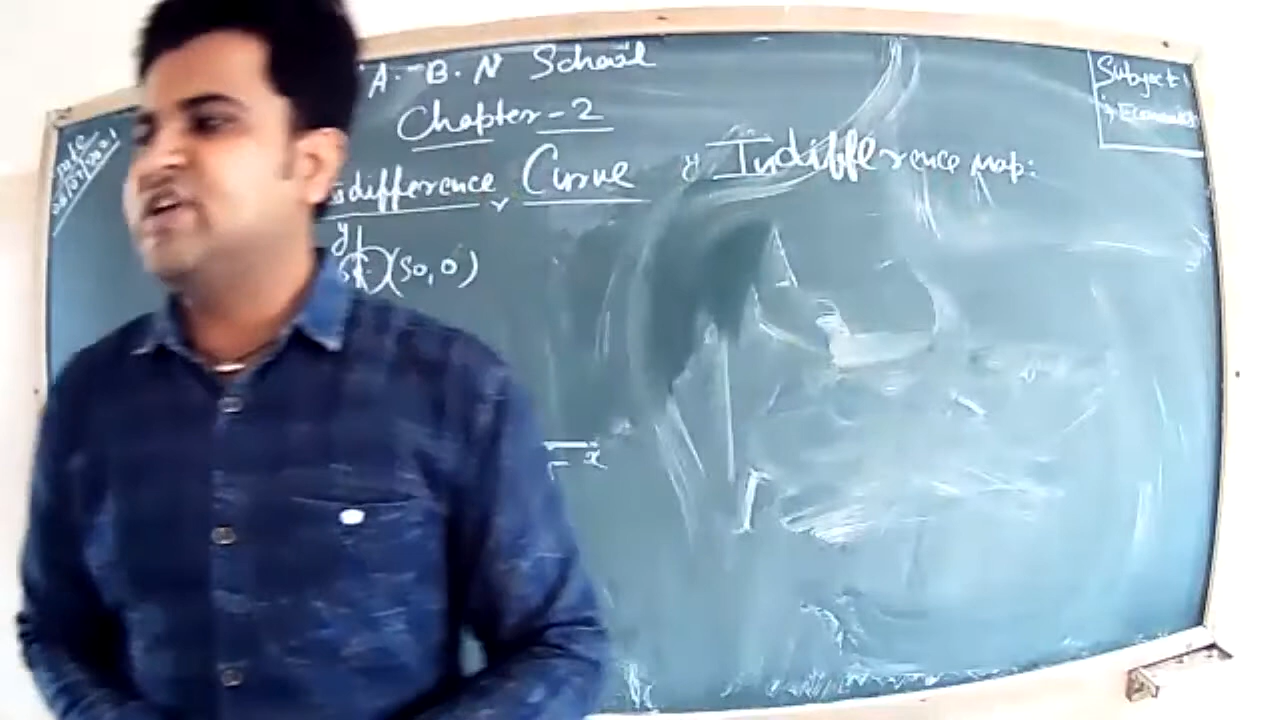 A. B. N School
Subject
Economics
Chapter-2
Indifference Curve
Indifference Map:
y
(50, 0)
x